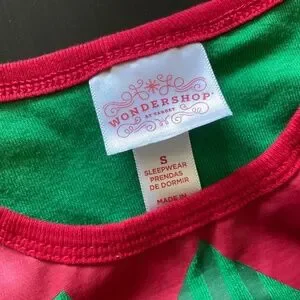 WONDERSHOP
AT TARGET
S
SLEEPWEAR
PRENDAS
DE DORMIR
MADE IN